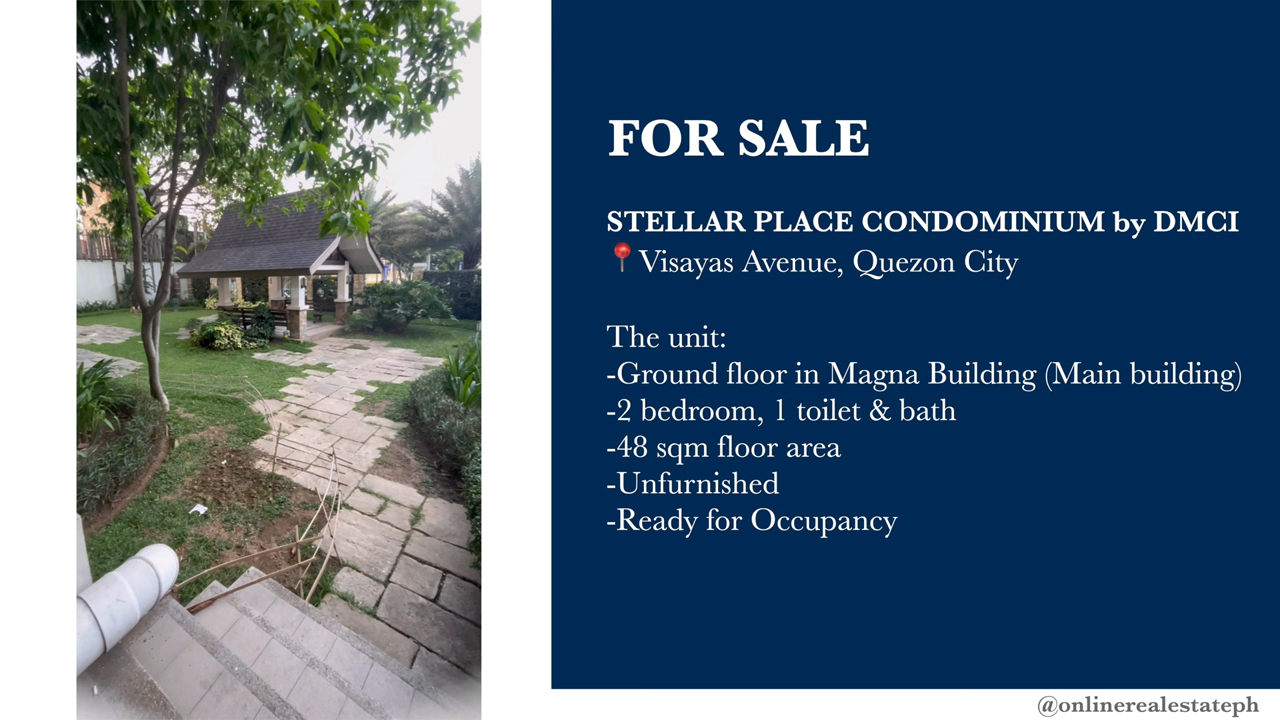 FOR SALE
STELLAR PLACE CONDOMINIUM by DMCI
📍Visayas Avenue, Quezon City
The unit:
-Ground floor in Magna Building (Main building)
-2 bedroom, 1 toilet & bath
-48 sqm floor area
-Unfurnished
-Ready for Occupancy
@onlinerealestateph